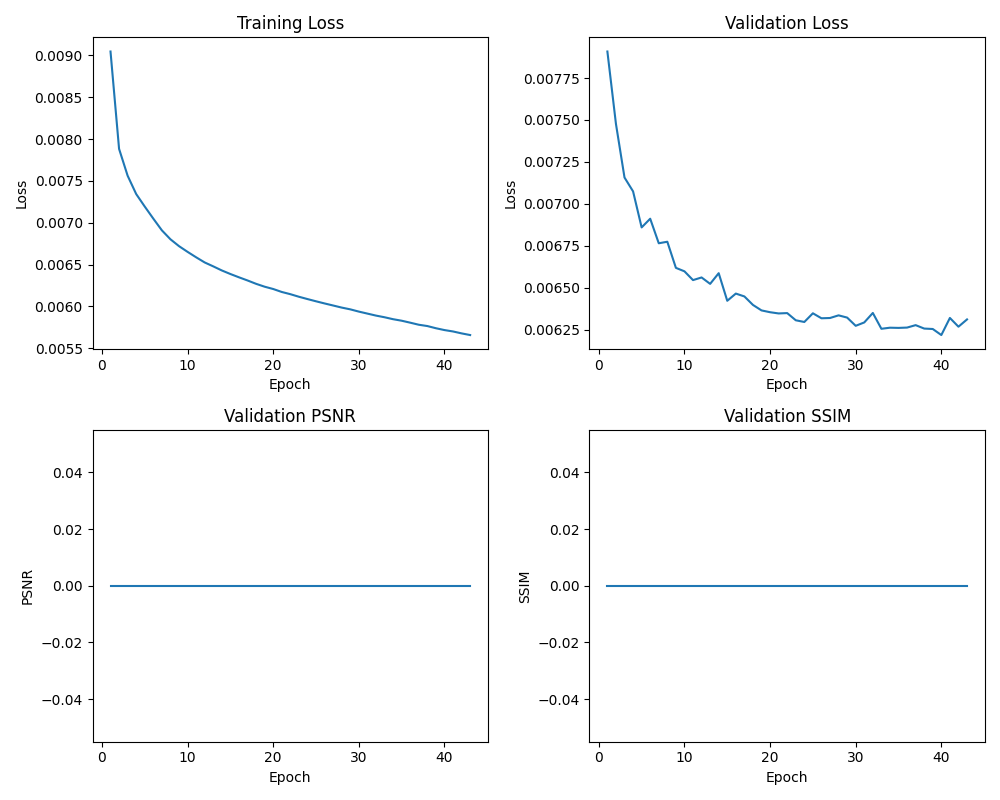 Training Loss
0.0090
0.0085
0.0080
0.0075
0.0070
0.0065
0.0060
0.0055
Loss
0 10 20 30 40
Epoch
Validation Loss
0.00775
0.00750
0.00725
0.00700
0.00675
0.00650
0.00625
Loss
0 10 20 30 40
Epoch
Validation PSNR
0.04
0.02
0.00
−0.02
−0.04
PSNR
0 10 20 30 40
Epoch
Validation SSIM
0.04
0.02
0.00
−0.02
−0.04
SSIM
0 10 20 30 40
Epoch